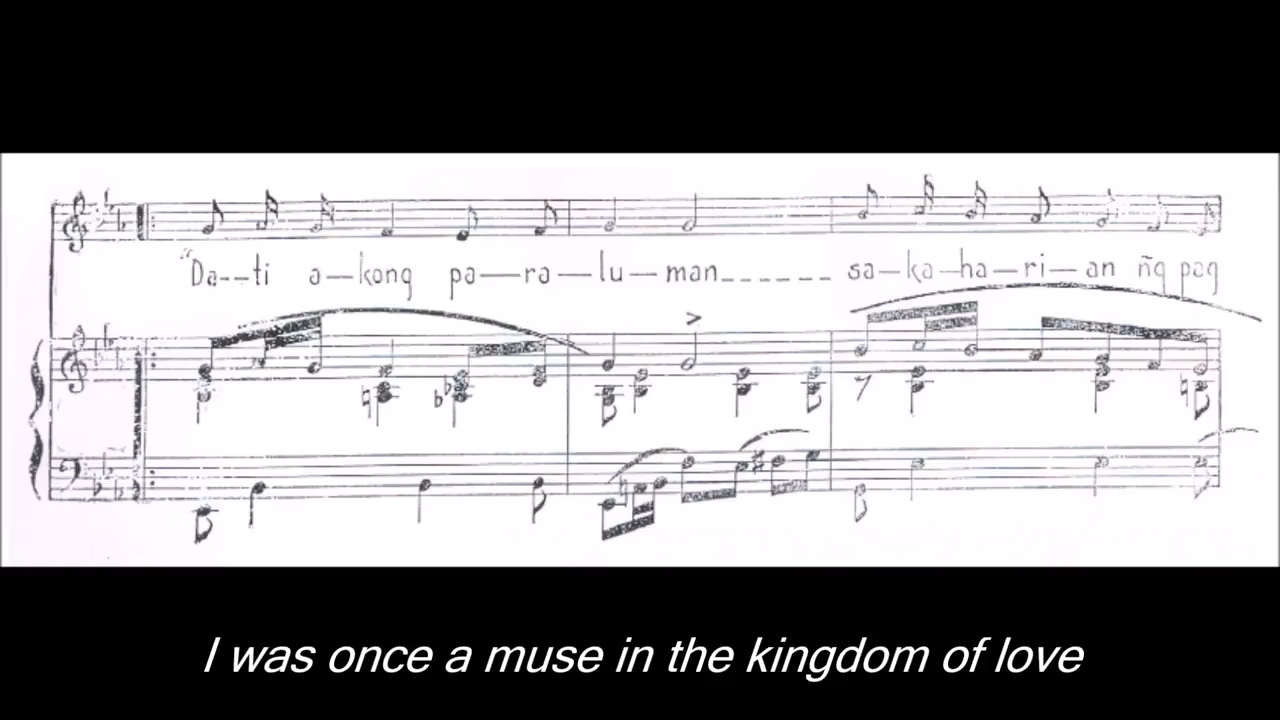 “Da--ti a-kong pa-ra-lu-man------ sa-ka-ha-ri-an ñg pag
I was once a muse in the kingdom of love